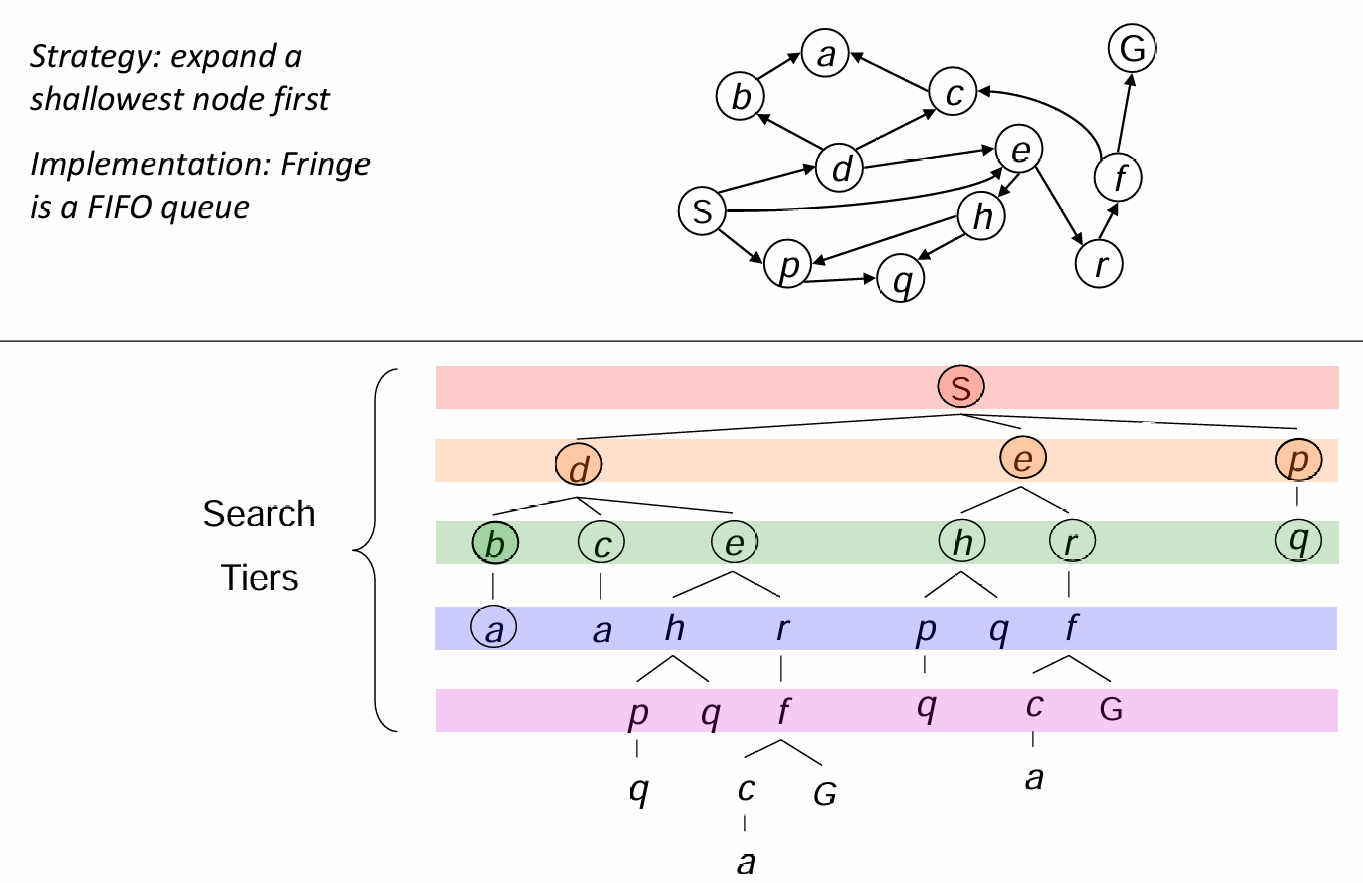 Strategy: expand a
shallowest node first
Implementation: Fringe
is a FIFO queue
a
G
b
c
e
d
f
S
h
p
q
r
Search
Tiers
S
d e p
b c e h r q
a a h r p q f
p q f q c G
q c G a
a